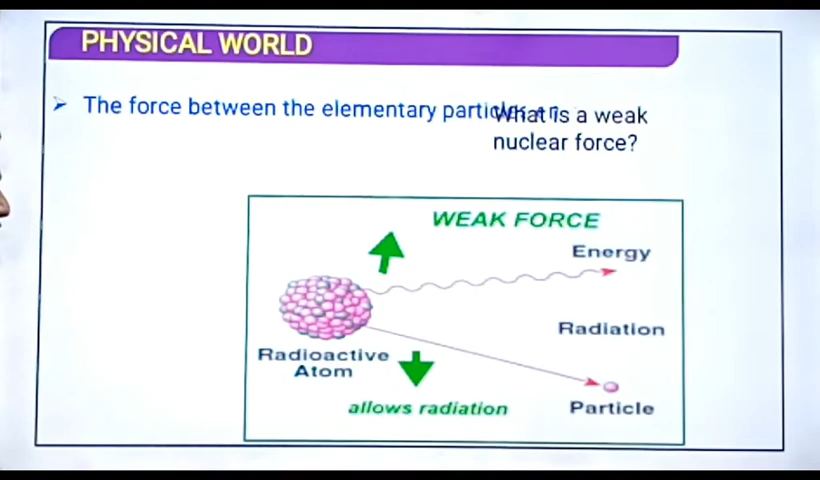 PHYSICAL WORLD
The force between the elementary particles
What is a weak
nuclear force?
WEAK FORCE
Energy
Radiation
Radioactive
Atom
allows radiation
Particle